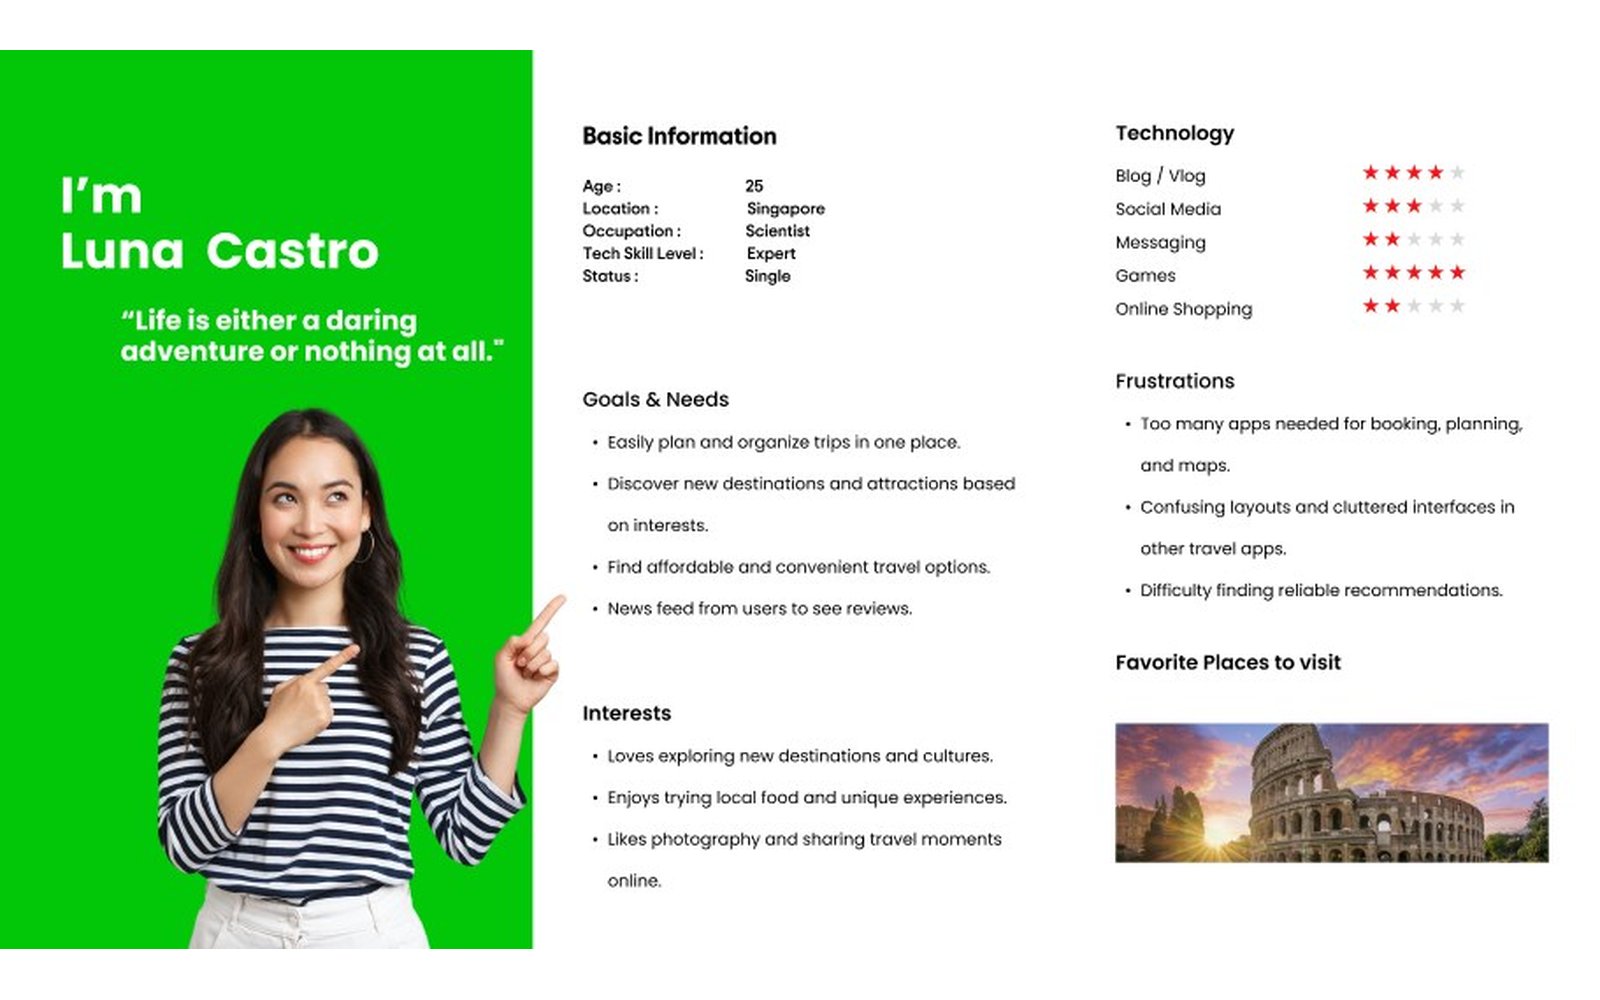 I’m
Luna Castro
“Life is either a daring
adventure or nothing at all."
Basic Information
Age : 25
Location : Singapore
Occupation : Scientist
Tech Skill Level : Expert
Status : Single
Goals & Needs
• Easily plan and organize trips in one place.
• Discover new destinations and attractions based
on interests.
• Find affordable and convenient travel options.
• News feed from users to see reviews.
Interests
• Loves exploring new destinations and cultures.
• Enjoys trying local food and unique experiences.
• Likes photography and sharing travel moments
online.
Technology
Blog / Vlog
Social Media
Messaging
Games
Online Shopping
Frustrations
• Too many apps needed for booking, planning,
and maps.
• Confusing layouts and cluttered interfaces in
other travel apps.
• Difficulty finding reliable recommendations.
Favorite Places to visit